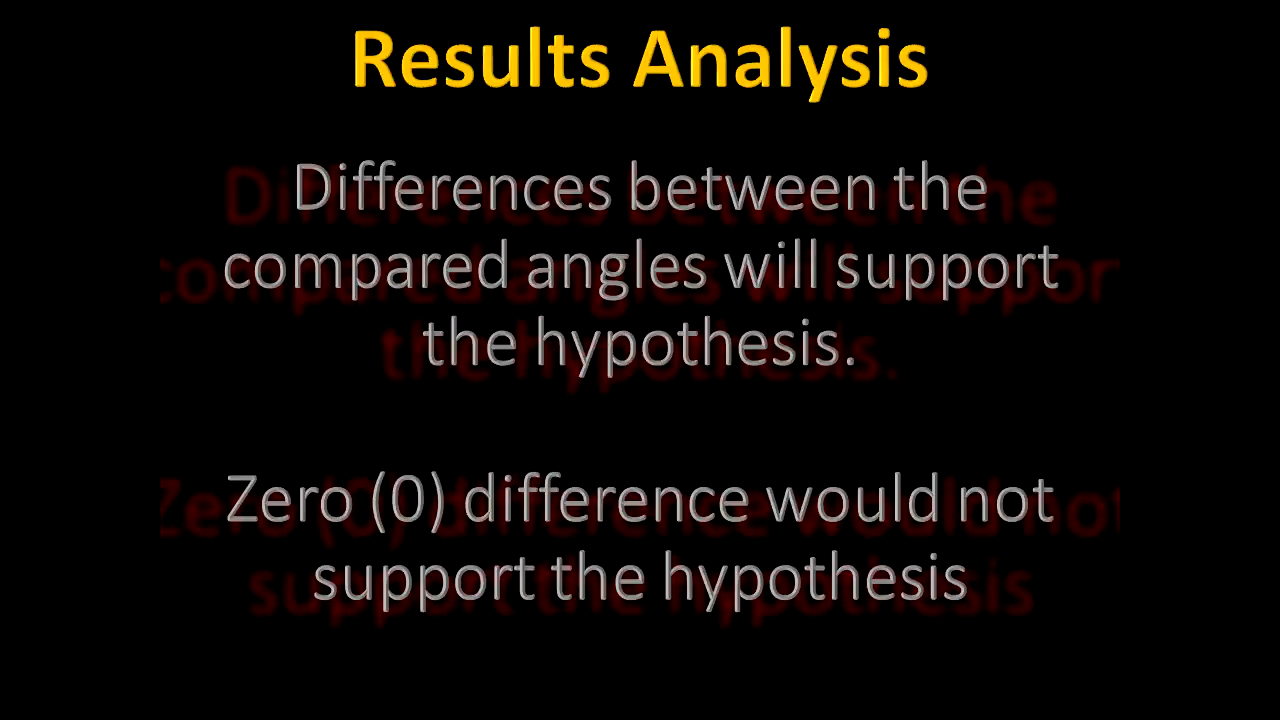 Results Analysis
Differences between the
compared angles will support
the hypothesis.
Zero (0) difference would not
support the hypothesis